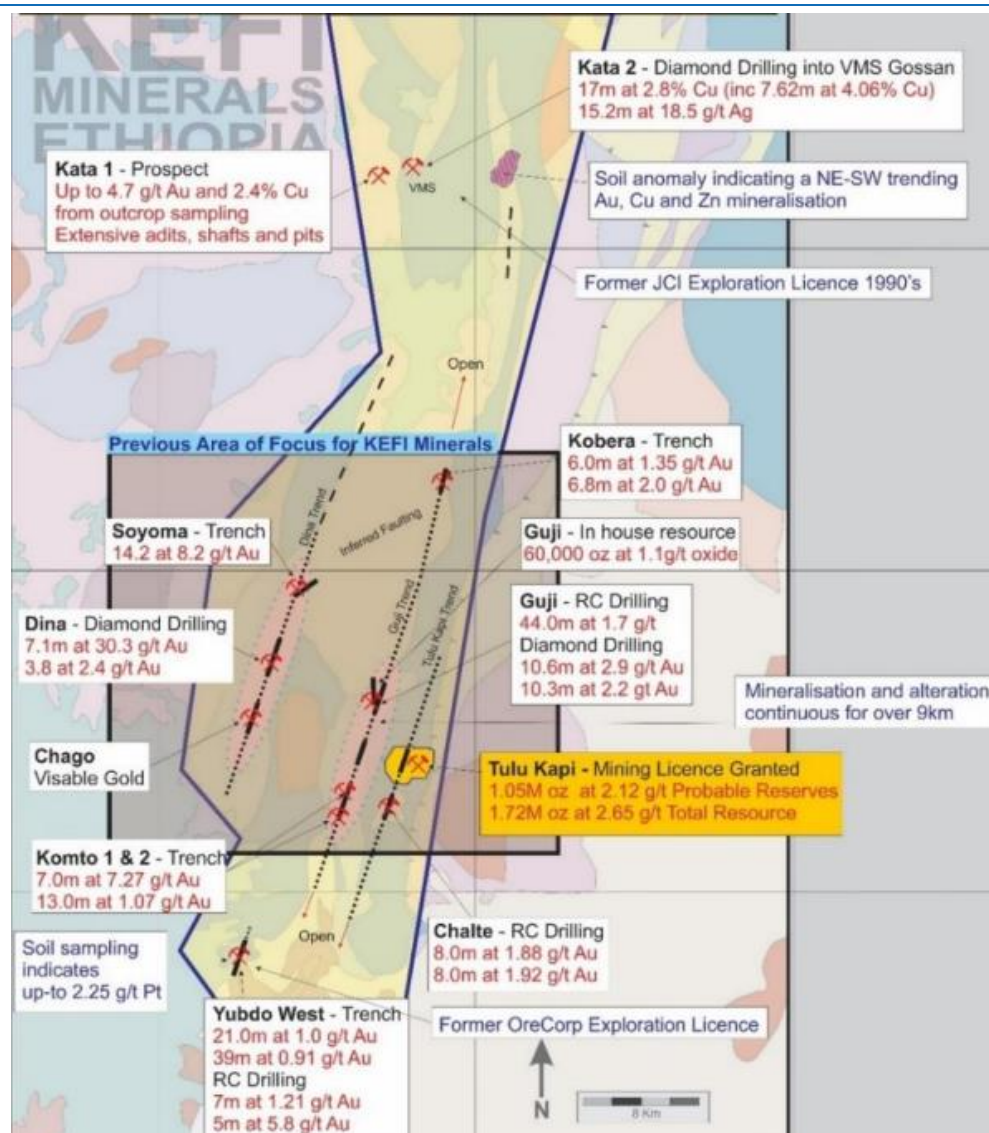 KEFI
MINERALS
ETHIOPIA
Kata 2 - Diamond Drilling into VMS Gossan
17m at 2.8% Cu (inc 7.62m at 4.06% Cu)
15.2m at 18.5 g/t Ag
Kata 1 - Prospect
Up to 4.7 g/t Au and 2.4% Cu
from outcrop sampling
Extensive adits, shafts and pits
VMS
Soil anomaly indicating a NE-SW trending
Au, Cu and Zn mineralisation
Former JCI Exploration Licence 1990's
Open
Previous Area of Focus for KEFI Minerals
Kobera - Trench
6.0m at 1.35 g/t Au
6.8m at 2.0 g/t Au
Dina Trend
Inferred Faulting
Soyoma - Trench
14.2 at 8.2 g/t Au
Guji - In house resource
60,000 oz at 1.1g/t oxide
Guji Trend
Tulu Kapi Trend
Guji - RC Drilling
44.0m at 1.7 g/t
Diamond Drilling
10.6m at 2.9 g/t Au
10.3m at 2.2 gt Au
Dina - Diamond Drilling
7.1m at 30.3 g/t Au
3.8 at 2.4 g/t Au
Mineralisation and alteration
continuous for over 9km
Chago
Visable Gold
Tulu Kapi - Mining Licence Granted
1.05M oz at 2.12 g/t Probable Reserves
1.72M oz at 2.65 g/t Total Resource
Komto 1 & 2 - Trench
7.0m at 7.27 g/t Au
13.0m at 1.07 g/t Au
Open
Chalte - RC Drilling
8.0m at 1.88 g/t Au
8.0m at 1.92 g/t Au
Soil sampling
indicates
up-to 2.25 g/t Pt
Yubdo West - Trench
21.0m at 1.0 g/t Au
39m at 0.91 g/t Au
RC Drilling
7m at 1.21 g/t Au
5m at 5.8 g/t Au
Former OreCorp Exploration Licence
N
8 Km